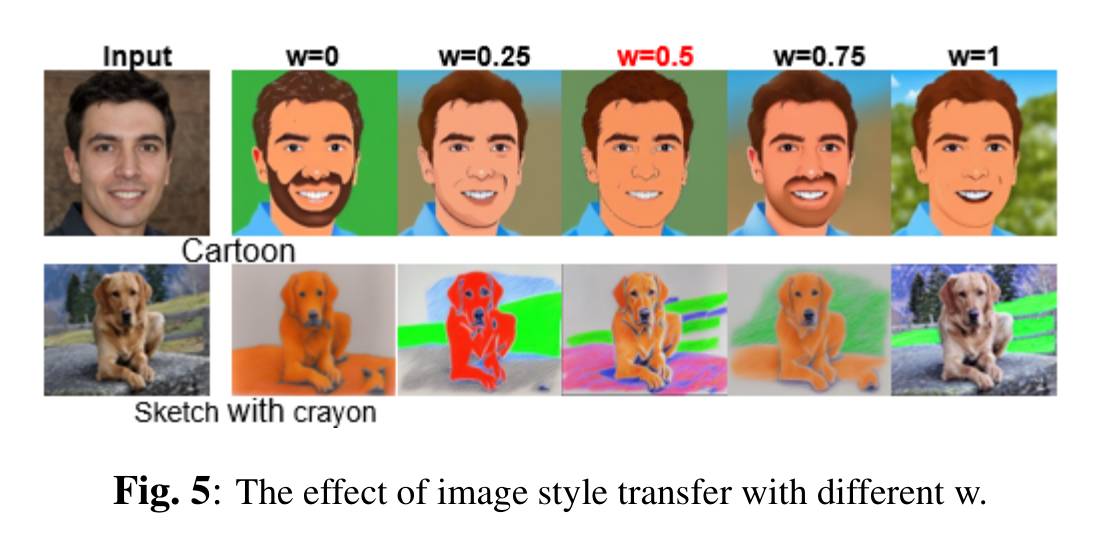 Input w=0 w=0.25 w=0.5 w=0.75 w=1
Cartoon
Sketch with crayon
Fig. 5: The effect of image style transfer with different w.